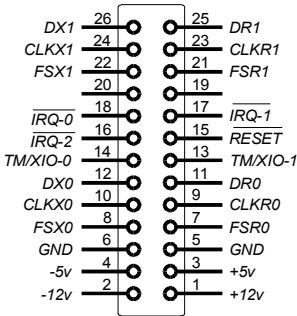 DX1 26 25 DR1
CLKX1 24 23 CLKR1
FSX1 22 21 FSR1
20 19
IRQ-0 18 17 IRQ-1
IRQ-2 16 15 RESET
TM/XIO-0 14 13 TM/XIO-1
DX0 12 11 DR0
CLKX0 10 9 CLKR0
FSX0 8 7 FSR0
GND 6 5 GND
-5v 4 3 +5v
-12v 2 1 +12v